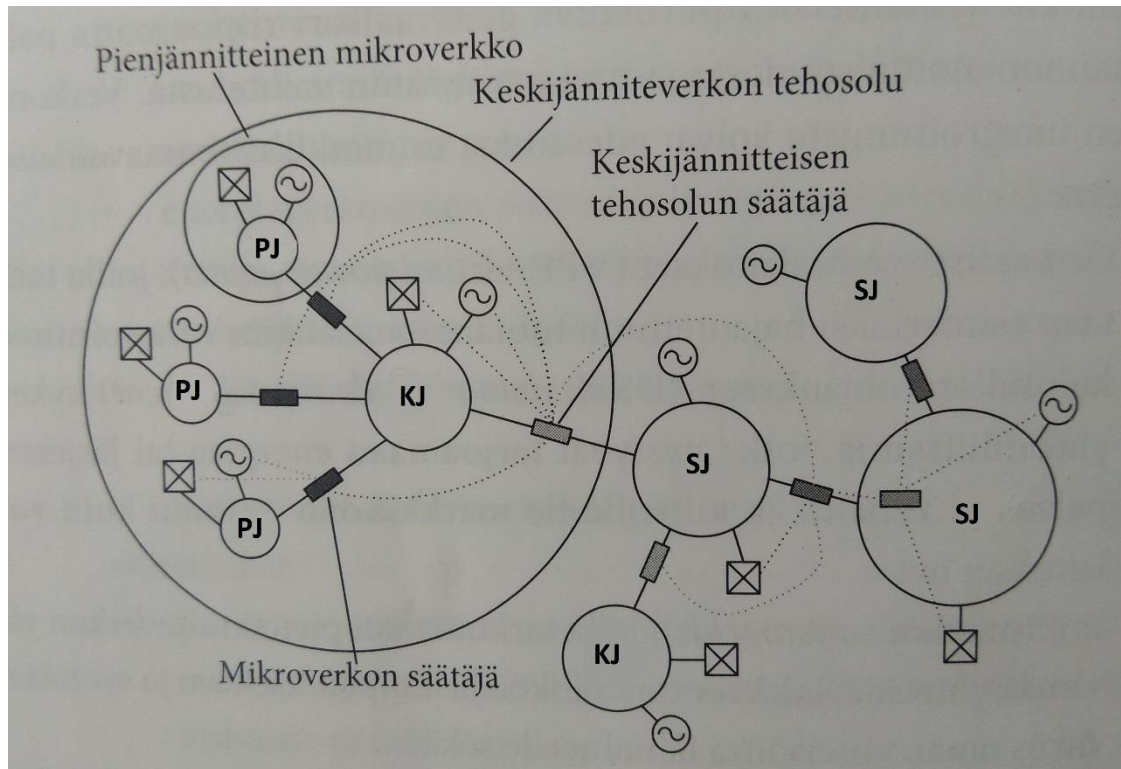 Pienjännitteinen mikroverkko
Keskijänniteverkon tehosolu
Keskijännitteisen
tehosolun säätäjä
PJ
SJ
PJ
KJ
SJ
SJ
PJ
KJ
Mikroverkon säätäjä